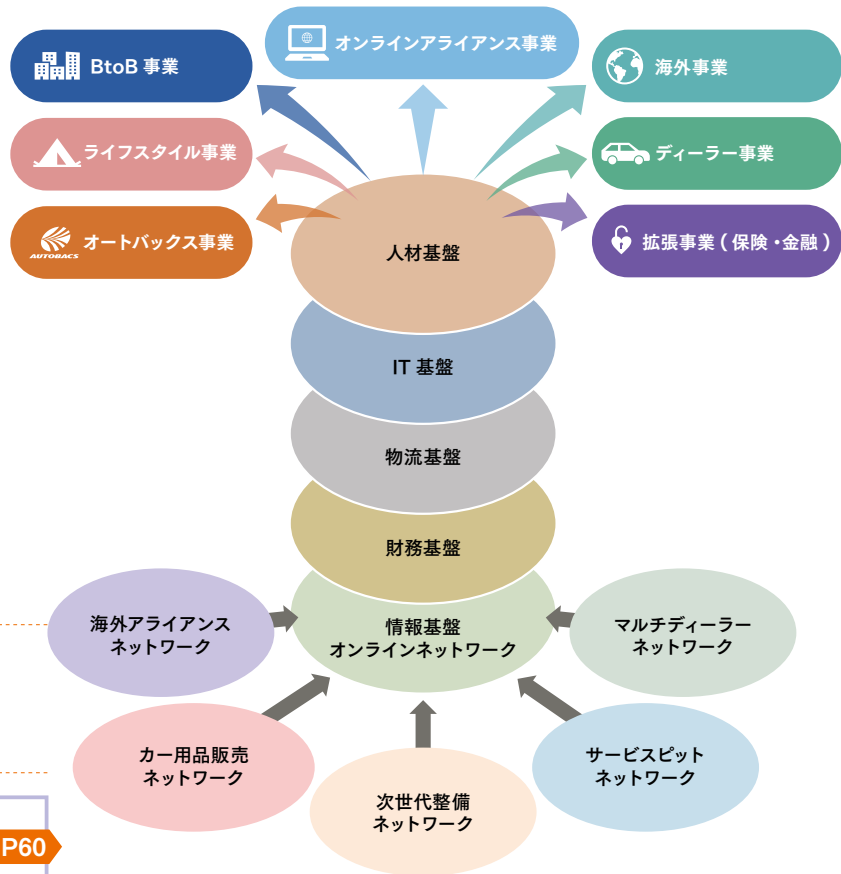 オンラインアライアンス事業
BtoB 事業
海外事業
ライフスタイル事業
ディーラー事業
AUTOBACS
オートバックス事業
拡張事業 ( 保険・金融 )
人材基盤
IT 基盤
物流基盤
財務基盤
情報基盤
オンラインネットワーク
海外アライアンス
ネットワーク
マルチディーラー
ネットワーク
カー用品販売
ネットワーク
サービスピット
ネットワーク
次世代整備
ネットワーク
P60